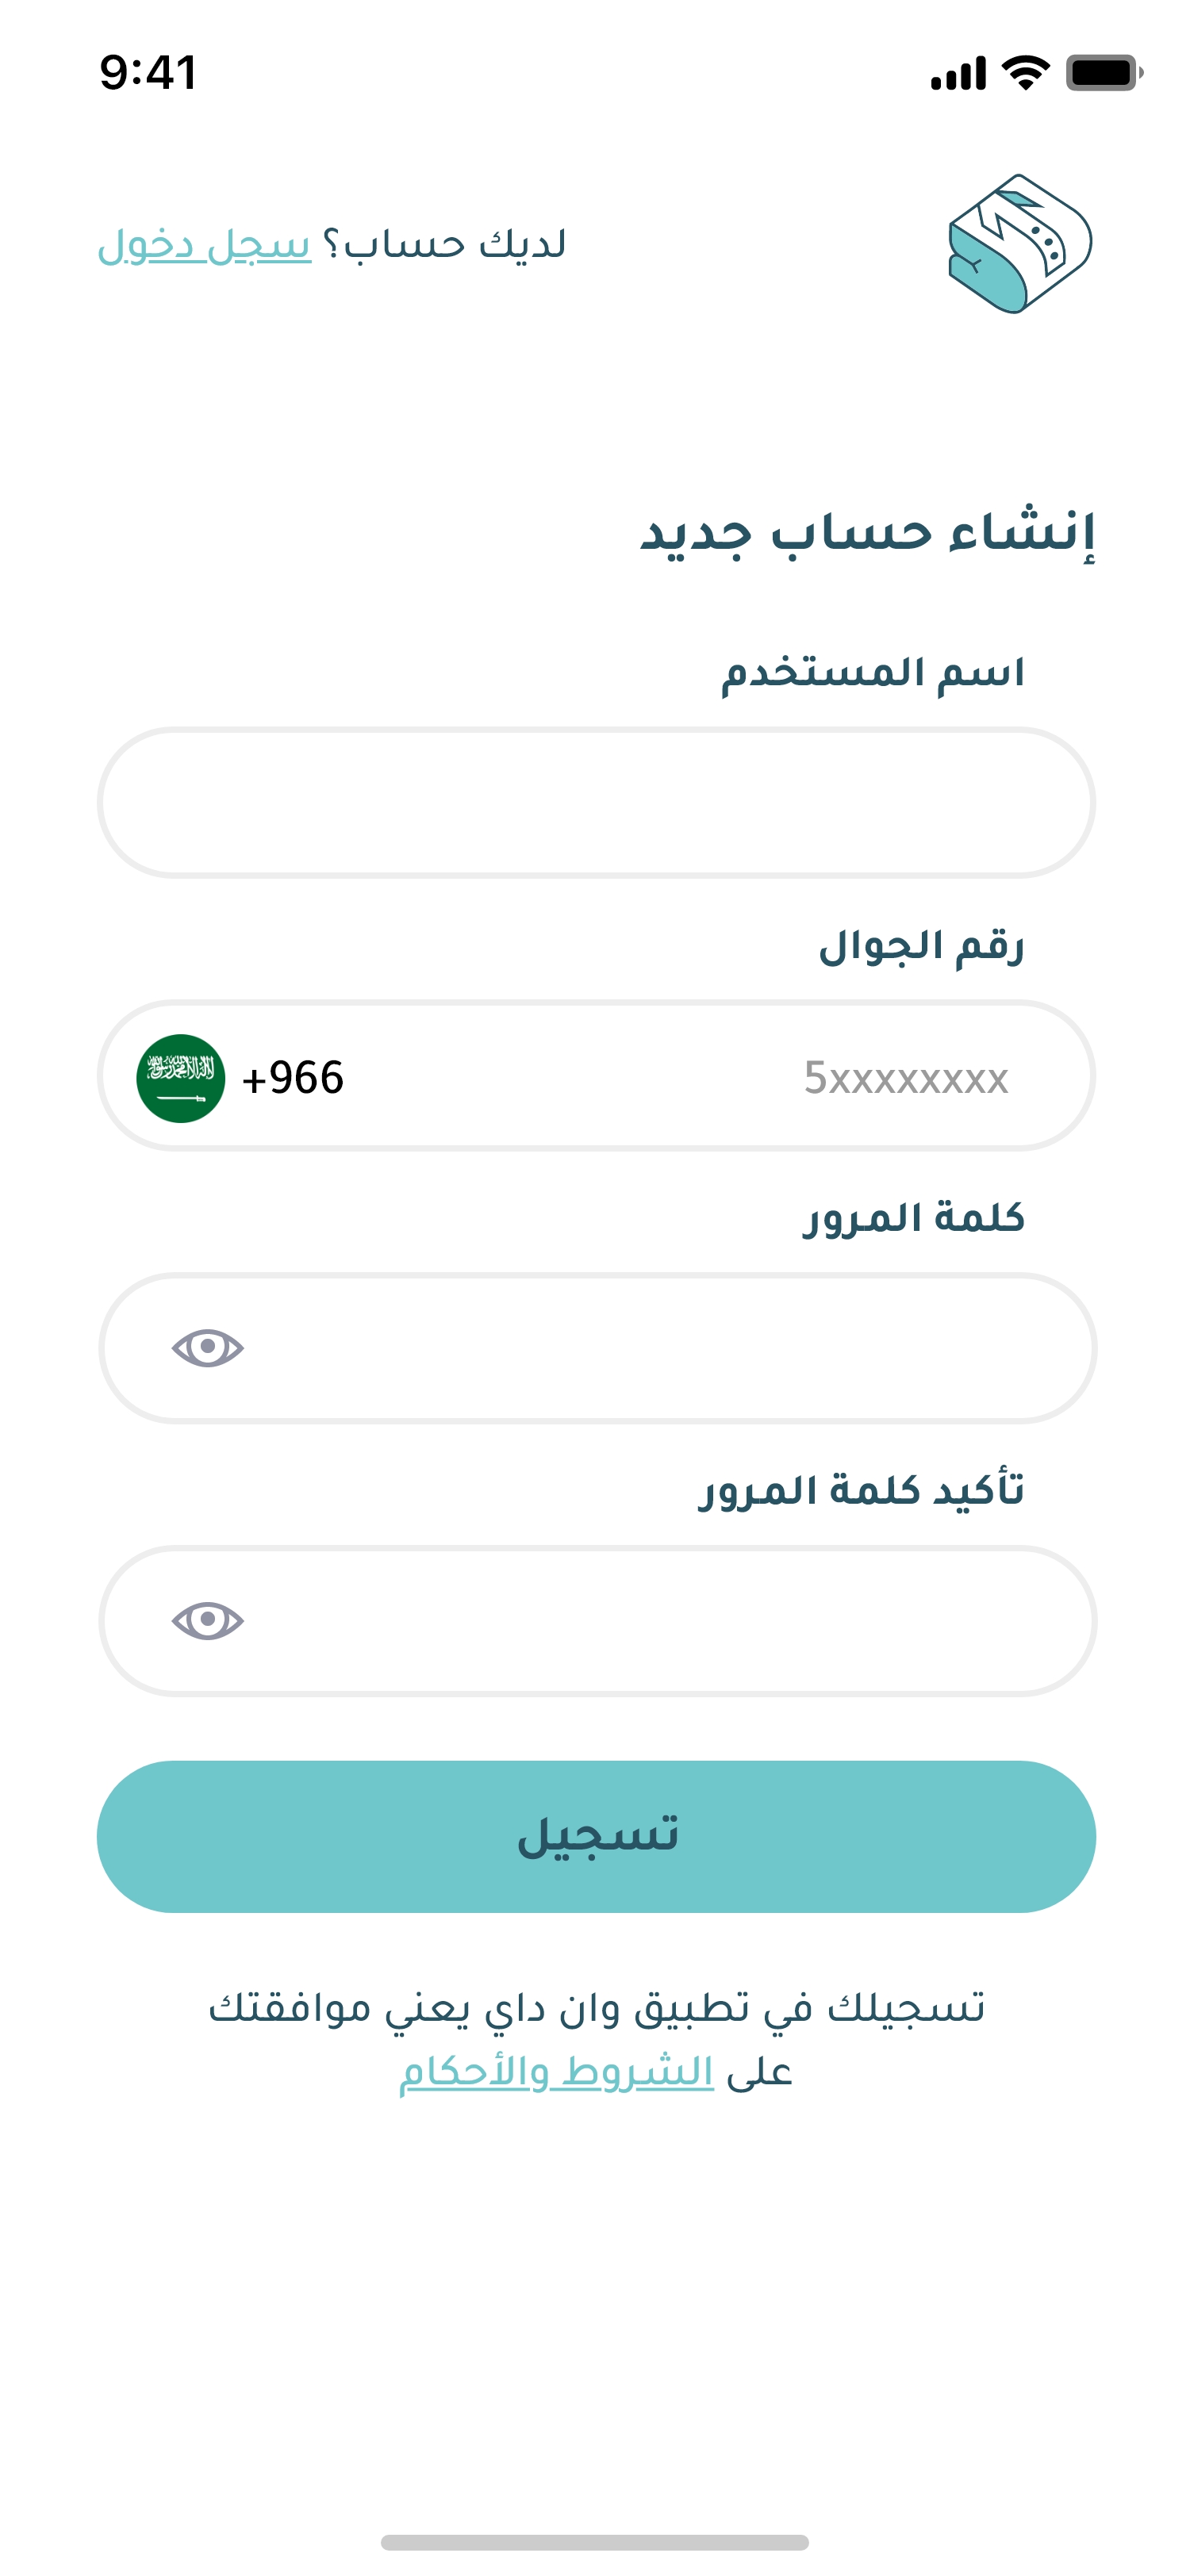 9:41
لديك حساب؟ سجل دخول
إنشاء حساب جديد
اسم المستخدم
رقم الجوال
+966
5xxxxxxxx
كلمة المرور
تأكيد كلمة المرور
تسجيل
تسجيلك في تطبيق وان داي يعني موافقتك
على الشروط والأحكام